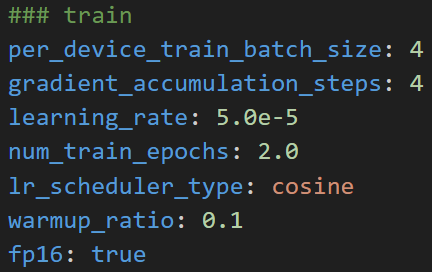 ### train
per_device_train_batch_size: 4
gradient_accumulation_steps: 4
learning_rate: 5.0e-5
num_train_epochs: 2.0
lr_scheduler_type: cosine
warmup_ratio: 0.1
fp16: true